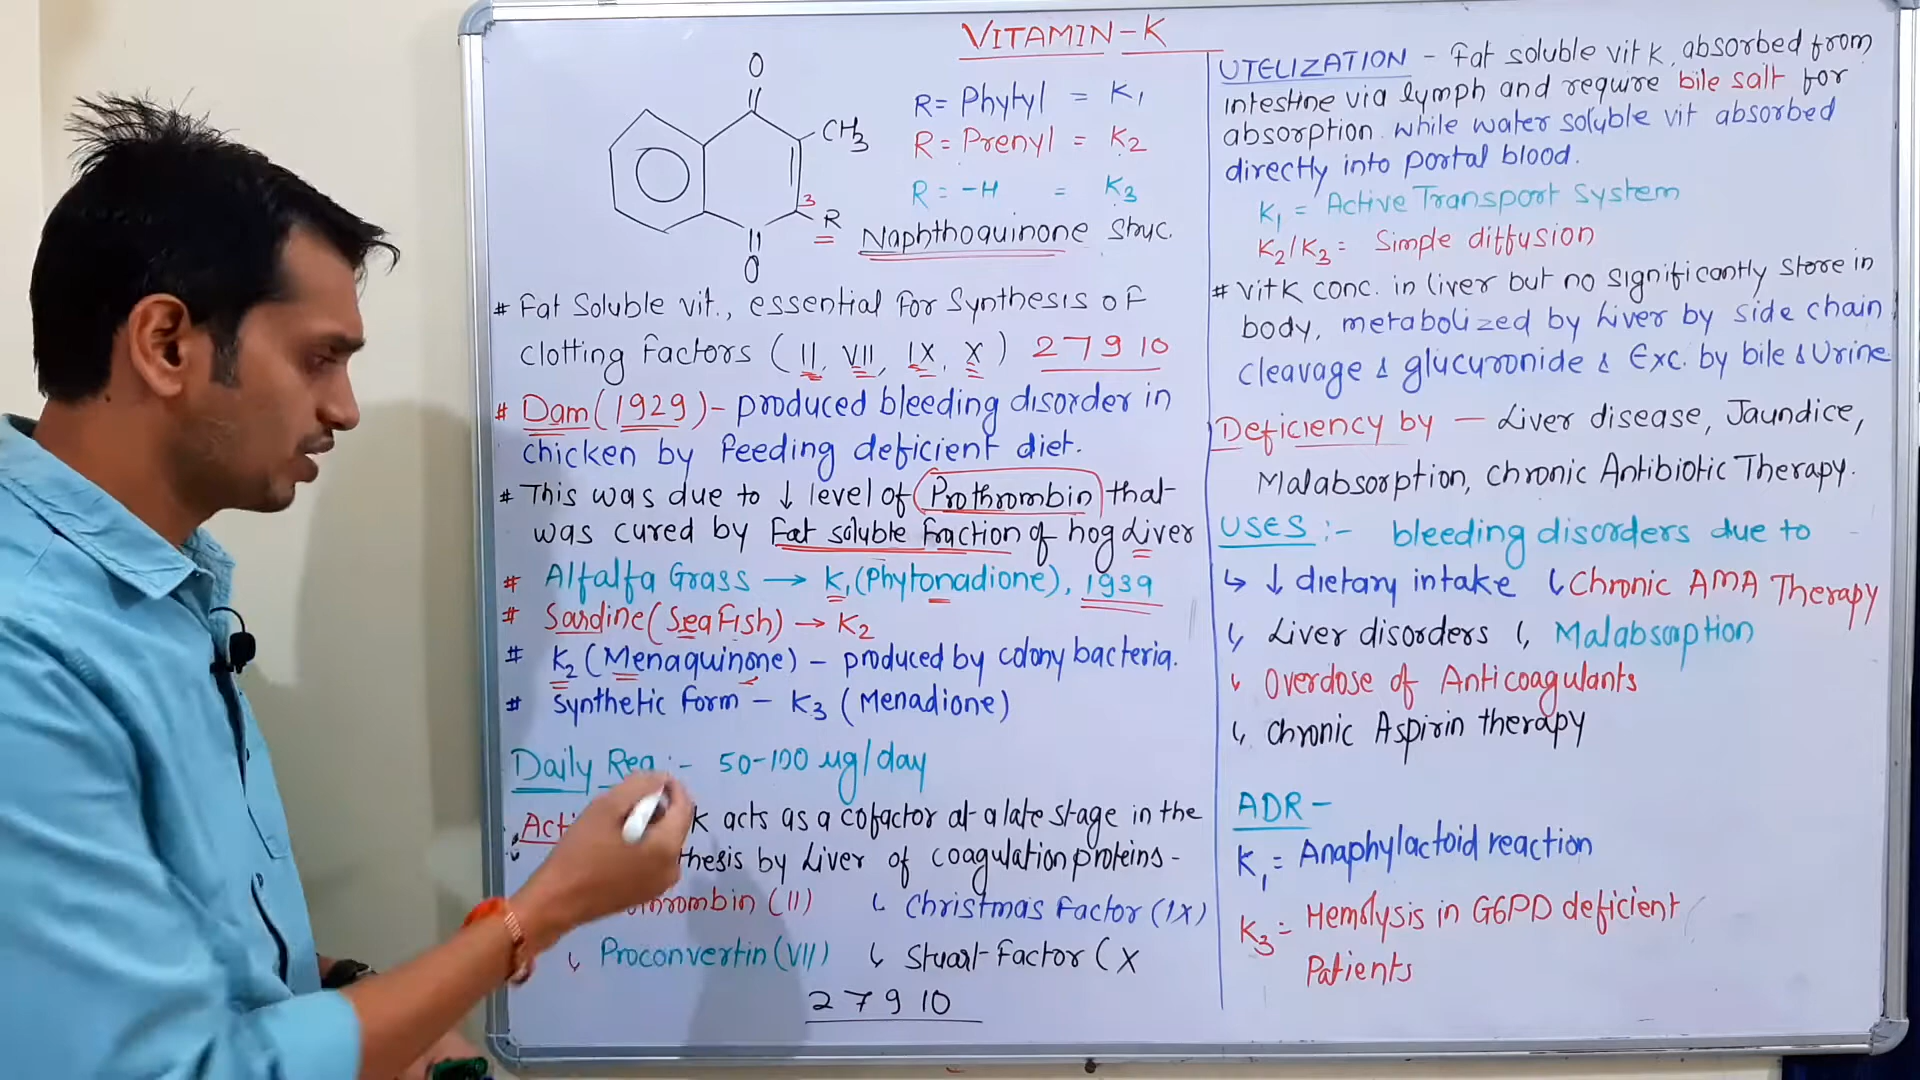 VITAMIN-K
O
CH3
3
R
O
R= Phytyl = K1
R= Prenyl = K2
R= -H = K3
Naphthoquinone Struc.
# Fat Soluble vit., essential for Synthesis of
Clotting Factors (II, VII, IX, X) 2 7 9 10
# Dam (1929) - produced bleeding disorder in
chicken by feeding deficient diet.
# This was due to ↓ level of Prothrombin that
was cured by Fat soluble fraction of hog Liver
# Alfalfa Grass → K1 (Phytonadione), 1939
# Sardine (Sea Fish) → K2
# K2 (Menaquinone) - produced by colony bacteria.
# Synthetic form - K3 (Menadione)
Daily Req :- 50-100 ug/day
K acts as a cofactor at a late stage in the
thesis by Liver of coagulation proteins -
thrombin (II) ↳ Christmas Factor (IX)
↳ Proconvertin (VII) ↳ Stuart-Factor (X
2 7 9 10
UTELIZATION - Fat soluble vit K, absorbed from
intestine via lymph and require bile salt for
absorption. while water soluble vit absorbed
directly into portal blood.
K1 = Active Transport System
K2/K3 = Simple diffusion
# Vit K conc. in liver but no significantly store in
body, metabolized by Liver by side chain
cleavage & glucuronide & Exc. by bile & Urine
Deficiency by - Liver disease, Jaundice,
Malabsorption, Chronic Antibiotic Therapy.
USES :- bleeding disorders due to
↳ ↓ dietary intake ↳ Chronic AMA Therapy
↳ Liver disorders ↳ Malabsorption
↳ Overdose of Anticoagulants
↳ Chronic Aspirin therapy
ADR -
K1 = Anaphylactoid reaction
K3 = Hemolysis in G6PD deficient
Patients